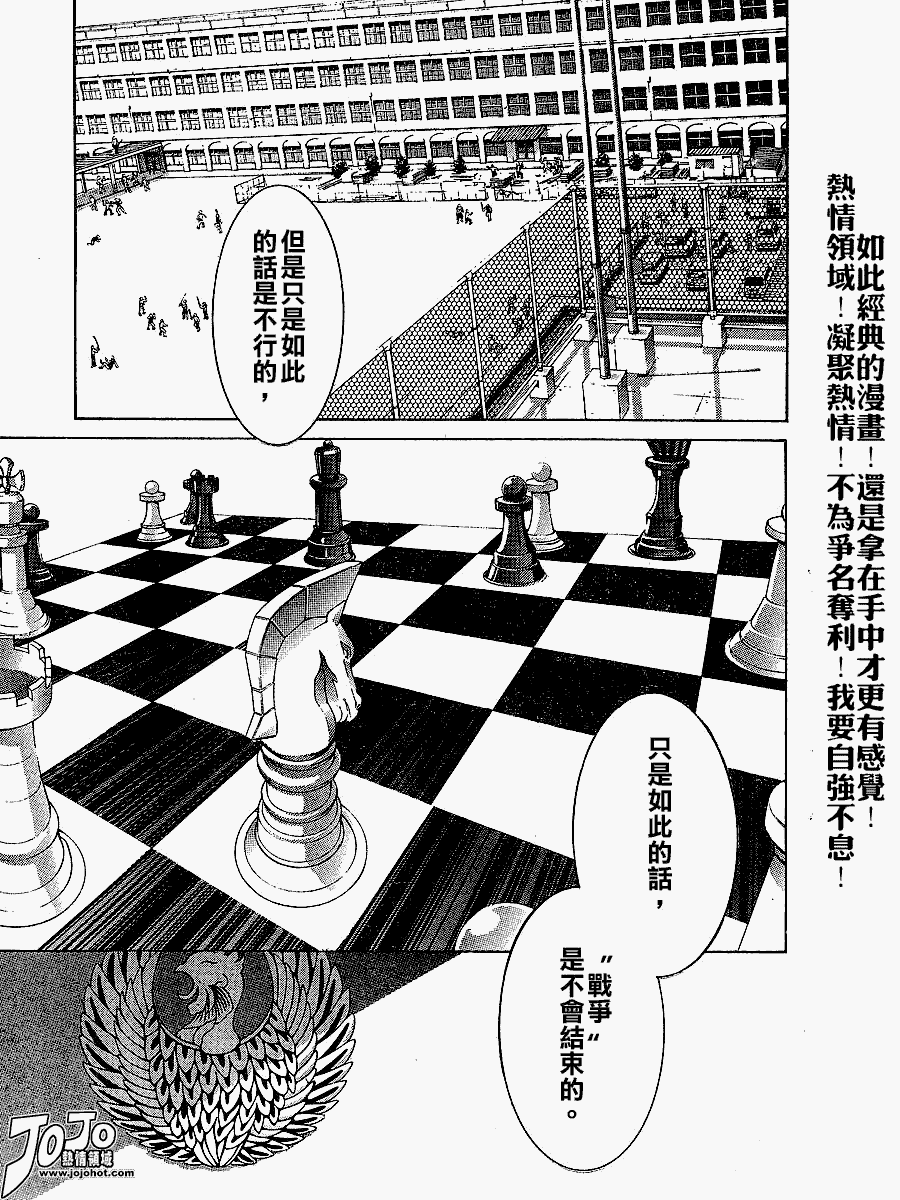 但是只是如此
的話是不行的，
只是如此的話，
“戰爭“
是不會結束的。
如此經典的漫畫！還是拿在手中才更有感覺！
熱情領域！凝聚熱情！不為爭名奪利！我要自強不息！
JoJo
熱情領域
www.jojohot.com